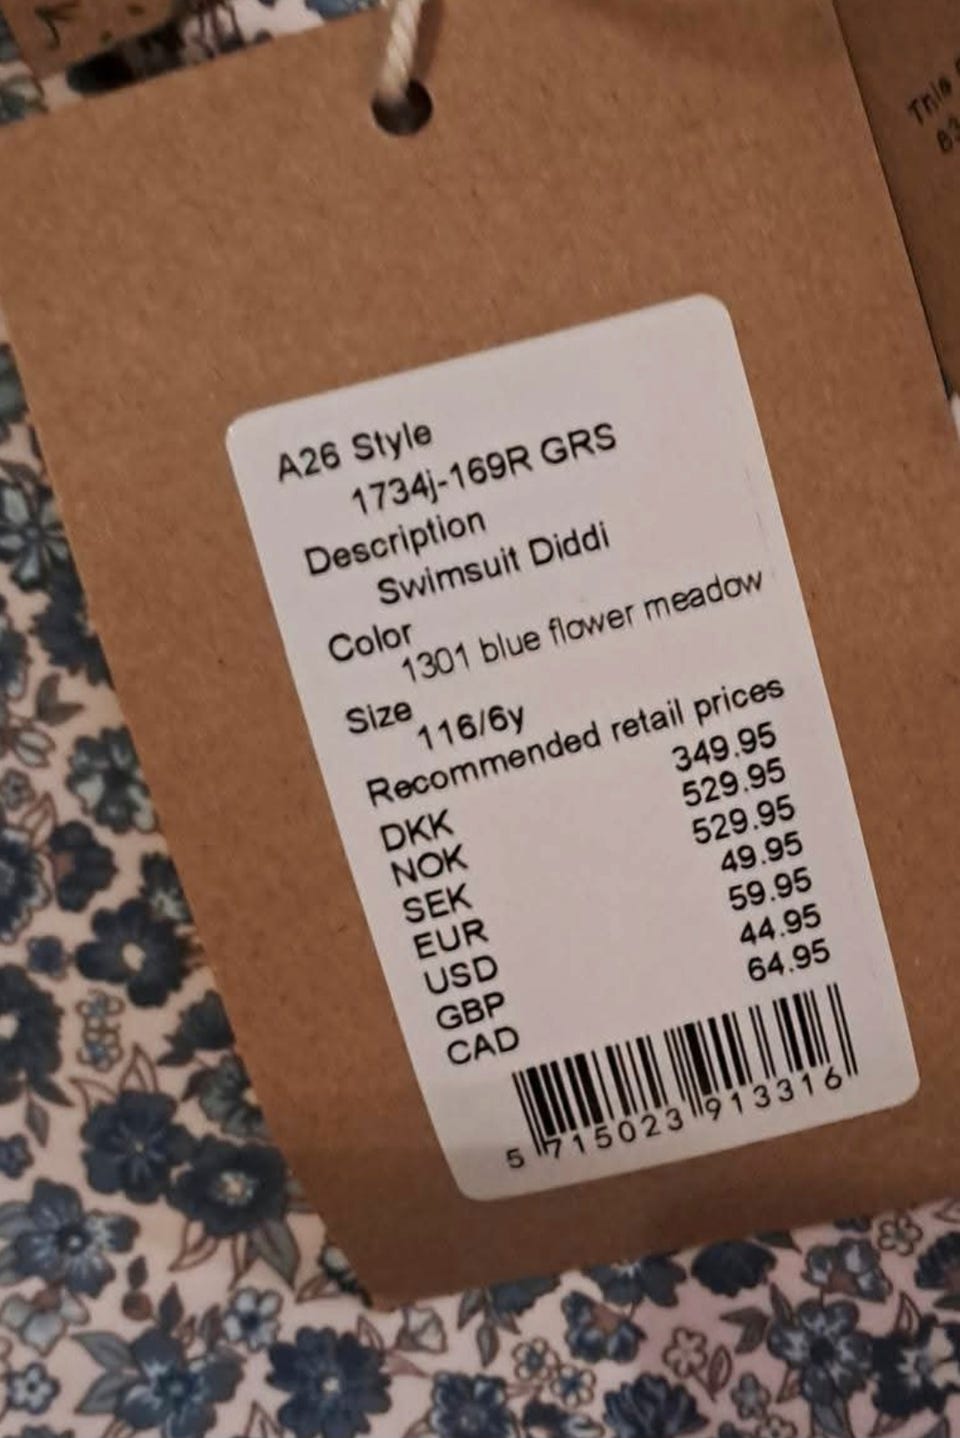 A26 Style
1734j-169R GRS
Description
Swimsuit Diddi
Color
1301 blue flower meadow
Size
116/6y
Recommended retail prices
DKK 349.95
NOK 529.95
SEK 529.95
EUR 49.95
USD 59.95
GBP 44.95
CAD 64.95
5 715023 913316
This